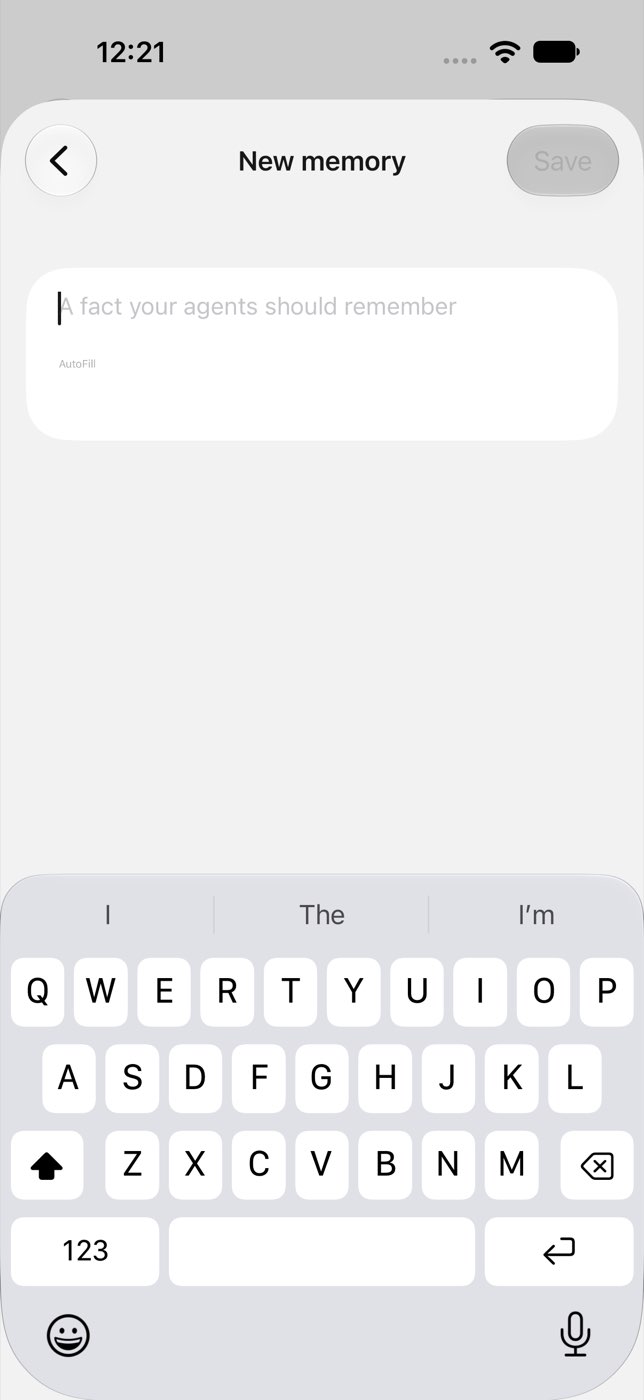 12:21
New memory
Save
A fact your agents should remember
AutoFill
I
The
I’m
Q W E R T Y U I O P
A S D F G H J K L
Z X C V B N M
123